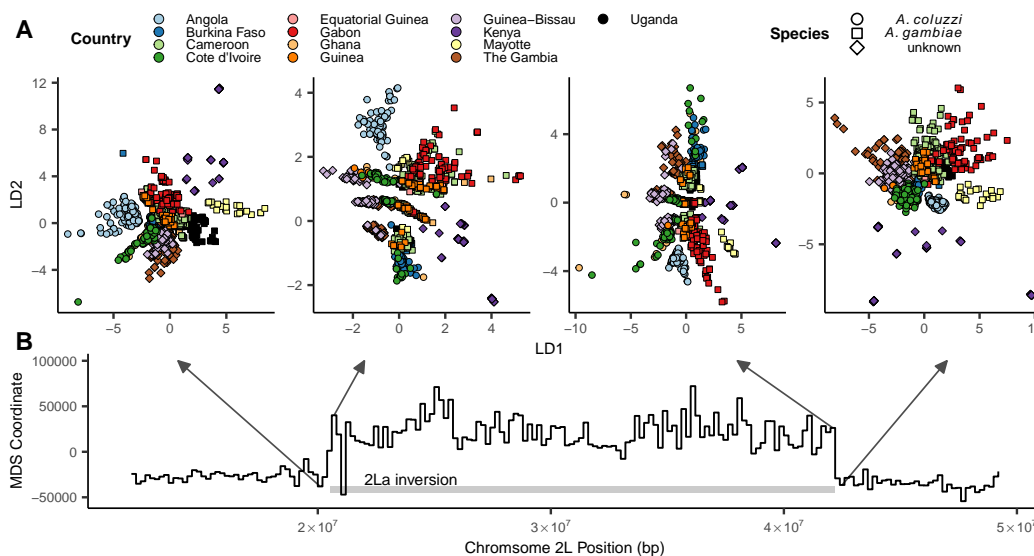 A
Country
Angola
Burkina Faso
Cameroon
Cote d'Ivoire
Equatorial Guinea
Gabon
Ghana
Guinea
Guinea−Bissau
Kenya
Mayotte
The Gambia
Uganda
Species
A. coluzzi
A. gambiae
unknown
LD2
12
8
4
0
−4
−5
0
5
4
2
0
−2
−2
0
2
4
4
0
−4
−10
−5
0
5
5
0
−5
−5
0
5
10
LD1
B
MDS Coordinate
100000
50000
0
−50000
2La inversion
2×10⁷
3×10⁷
4×10⁷
5×10⁷
Chromsome 2L Position (bp)